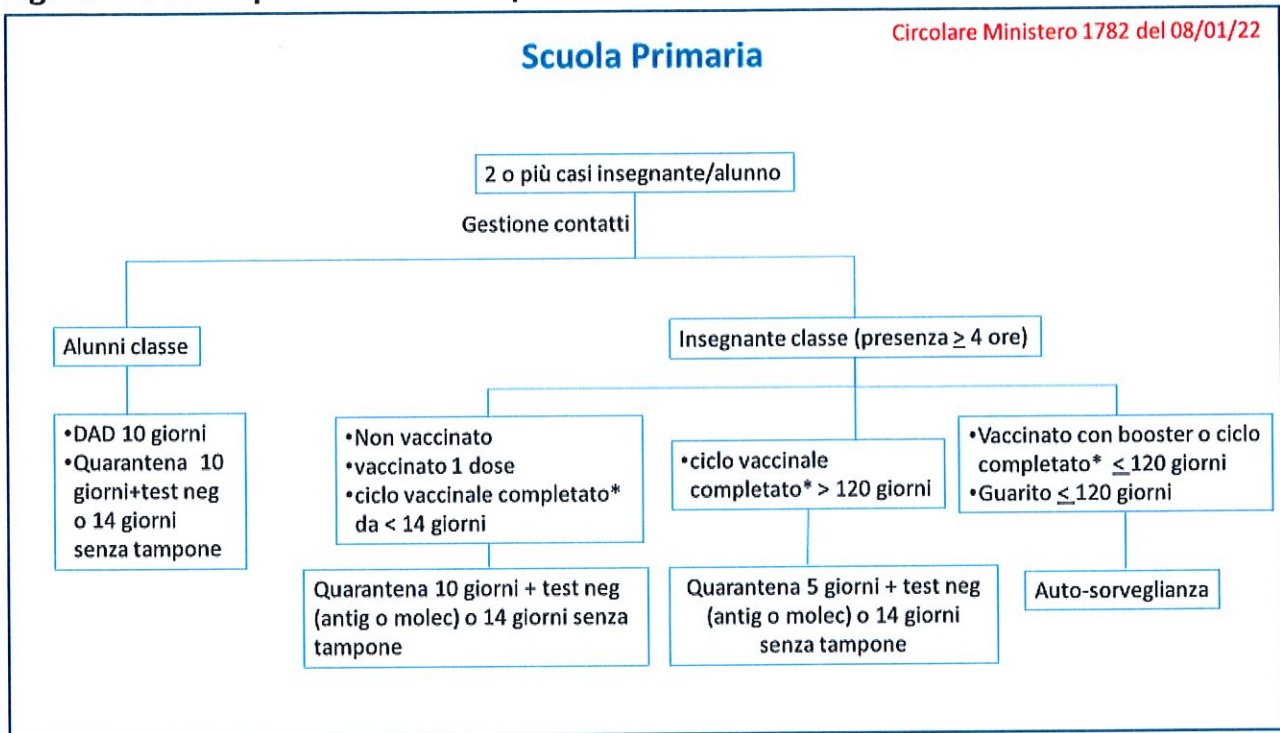 Circolare Ministero 1782 del 08/01/22
Scuola Primaria
2 o più casi insegnante/alunno
Gestione contatti
Alunni classe
Insegnante classe (presenza ≥ 4 ore)
•DAD 10 giorni
•Quarantena 10
giorni+test neg
o 14 giorni
senza tampone
•Non vaccinato
•vaccinato 1 dose
•ciclo vaccinale completato*
da < 14 giorni
•ciclo vaccinale
completato* > 120 giorni
•Vaccinato con booster o ciclo
completato* ≤ 120 giorni
•Guarito ≤ 120 giorni
Quarantena 10 giorni + test neg
(antig o molec) o 14 giorni senza
tampone
Quarantena 5 giorni + test neg
(antig o molec) o 14 giorni
senza tampone
Auto-sorveglianza